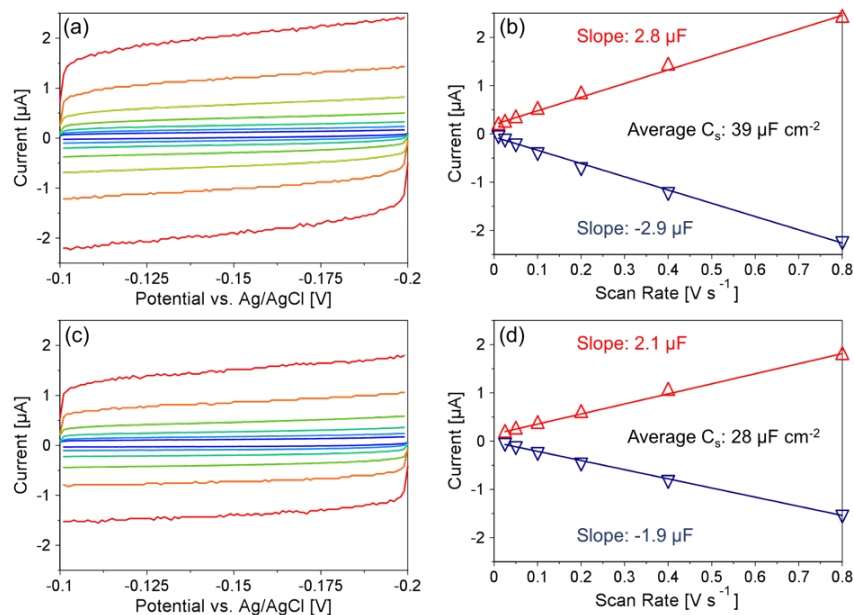 (a)
Current [µA]
2
1
0
-1
-2
-0.1 -0.125 -0.15 -0.175 -0.2
Potential vs. Ag/AgCl [V]
(b)
Slope: 2.8 µF
Average Cs: 39 µF cm-2
Slope: -2.9 µF
Current [µA]
2
1
0
-1
-2
0 0.1 0.2 0.3 0.4 0.5 0.6 0.7 0.8
Scan Rate [V s-1]
(c)
Current [µA]
2
1
0
-1
-2
-0.1 -0.125 -0.15 -0.175 -0.2
Potential vs. Ag/AgCl [V]
(d)
Slope: 2.1 µF
Average Cs: 28 µF cm-2
Slope: -1.9 µF
Current [µA]
2
1
0
-1
-2
0 0.1 0.2 0.3 0.4 0.5 0.6 0.7 0.8
Scan Rate [V s-1]